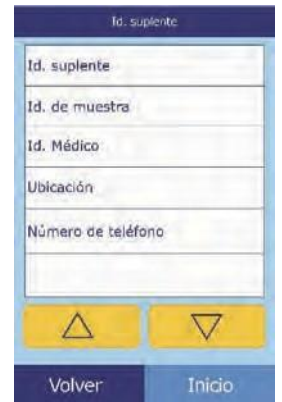 Id. suplente
Id. suplente
Id. de muestra
Id. Médico
Ubicación
Número de teléfono
Volver Inicio